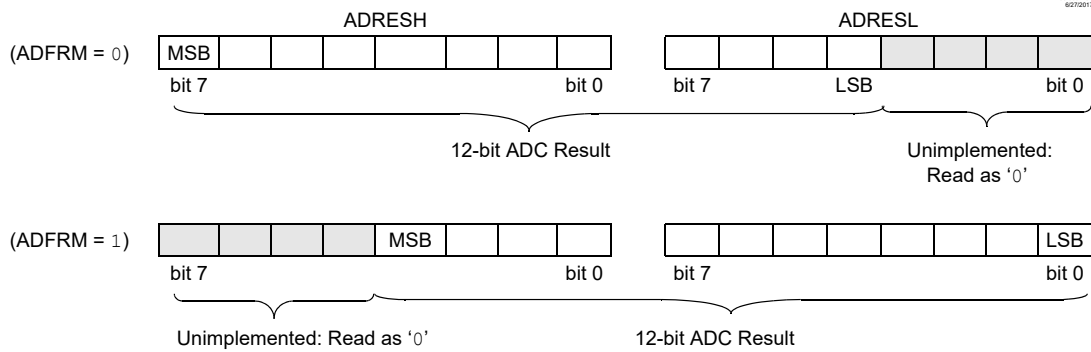 6/27/2017
ADRESH ADRESL
(ADFRM = 0) MSB
bit 7 bit 0 bit 7 LSB bit 0
12-bit ADC Result Unimplemented:
Read as ‘0’
(ADFRM = 1) MSB LSB
bit 7 bit 0 bit 7 bit 0
Unimplemented: Read as ‘0’ 12-bit ADC Result